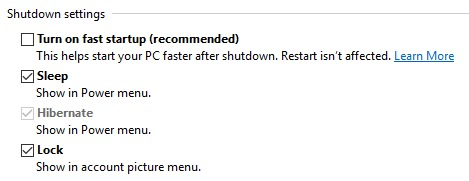 Shutdown settings
Turn on fast startup (recommended)
This helps start your PC faster after shutdown. Restart isn't affected. Learn More
Sleep
Show in Power menu.
Hibernate
Show in Power menu.
Lock
Show in account picture menu.